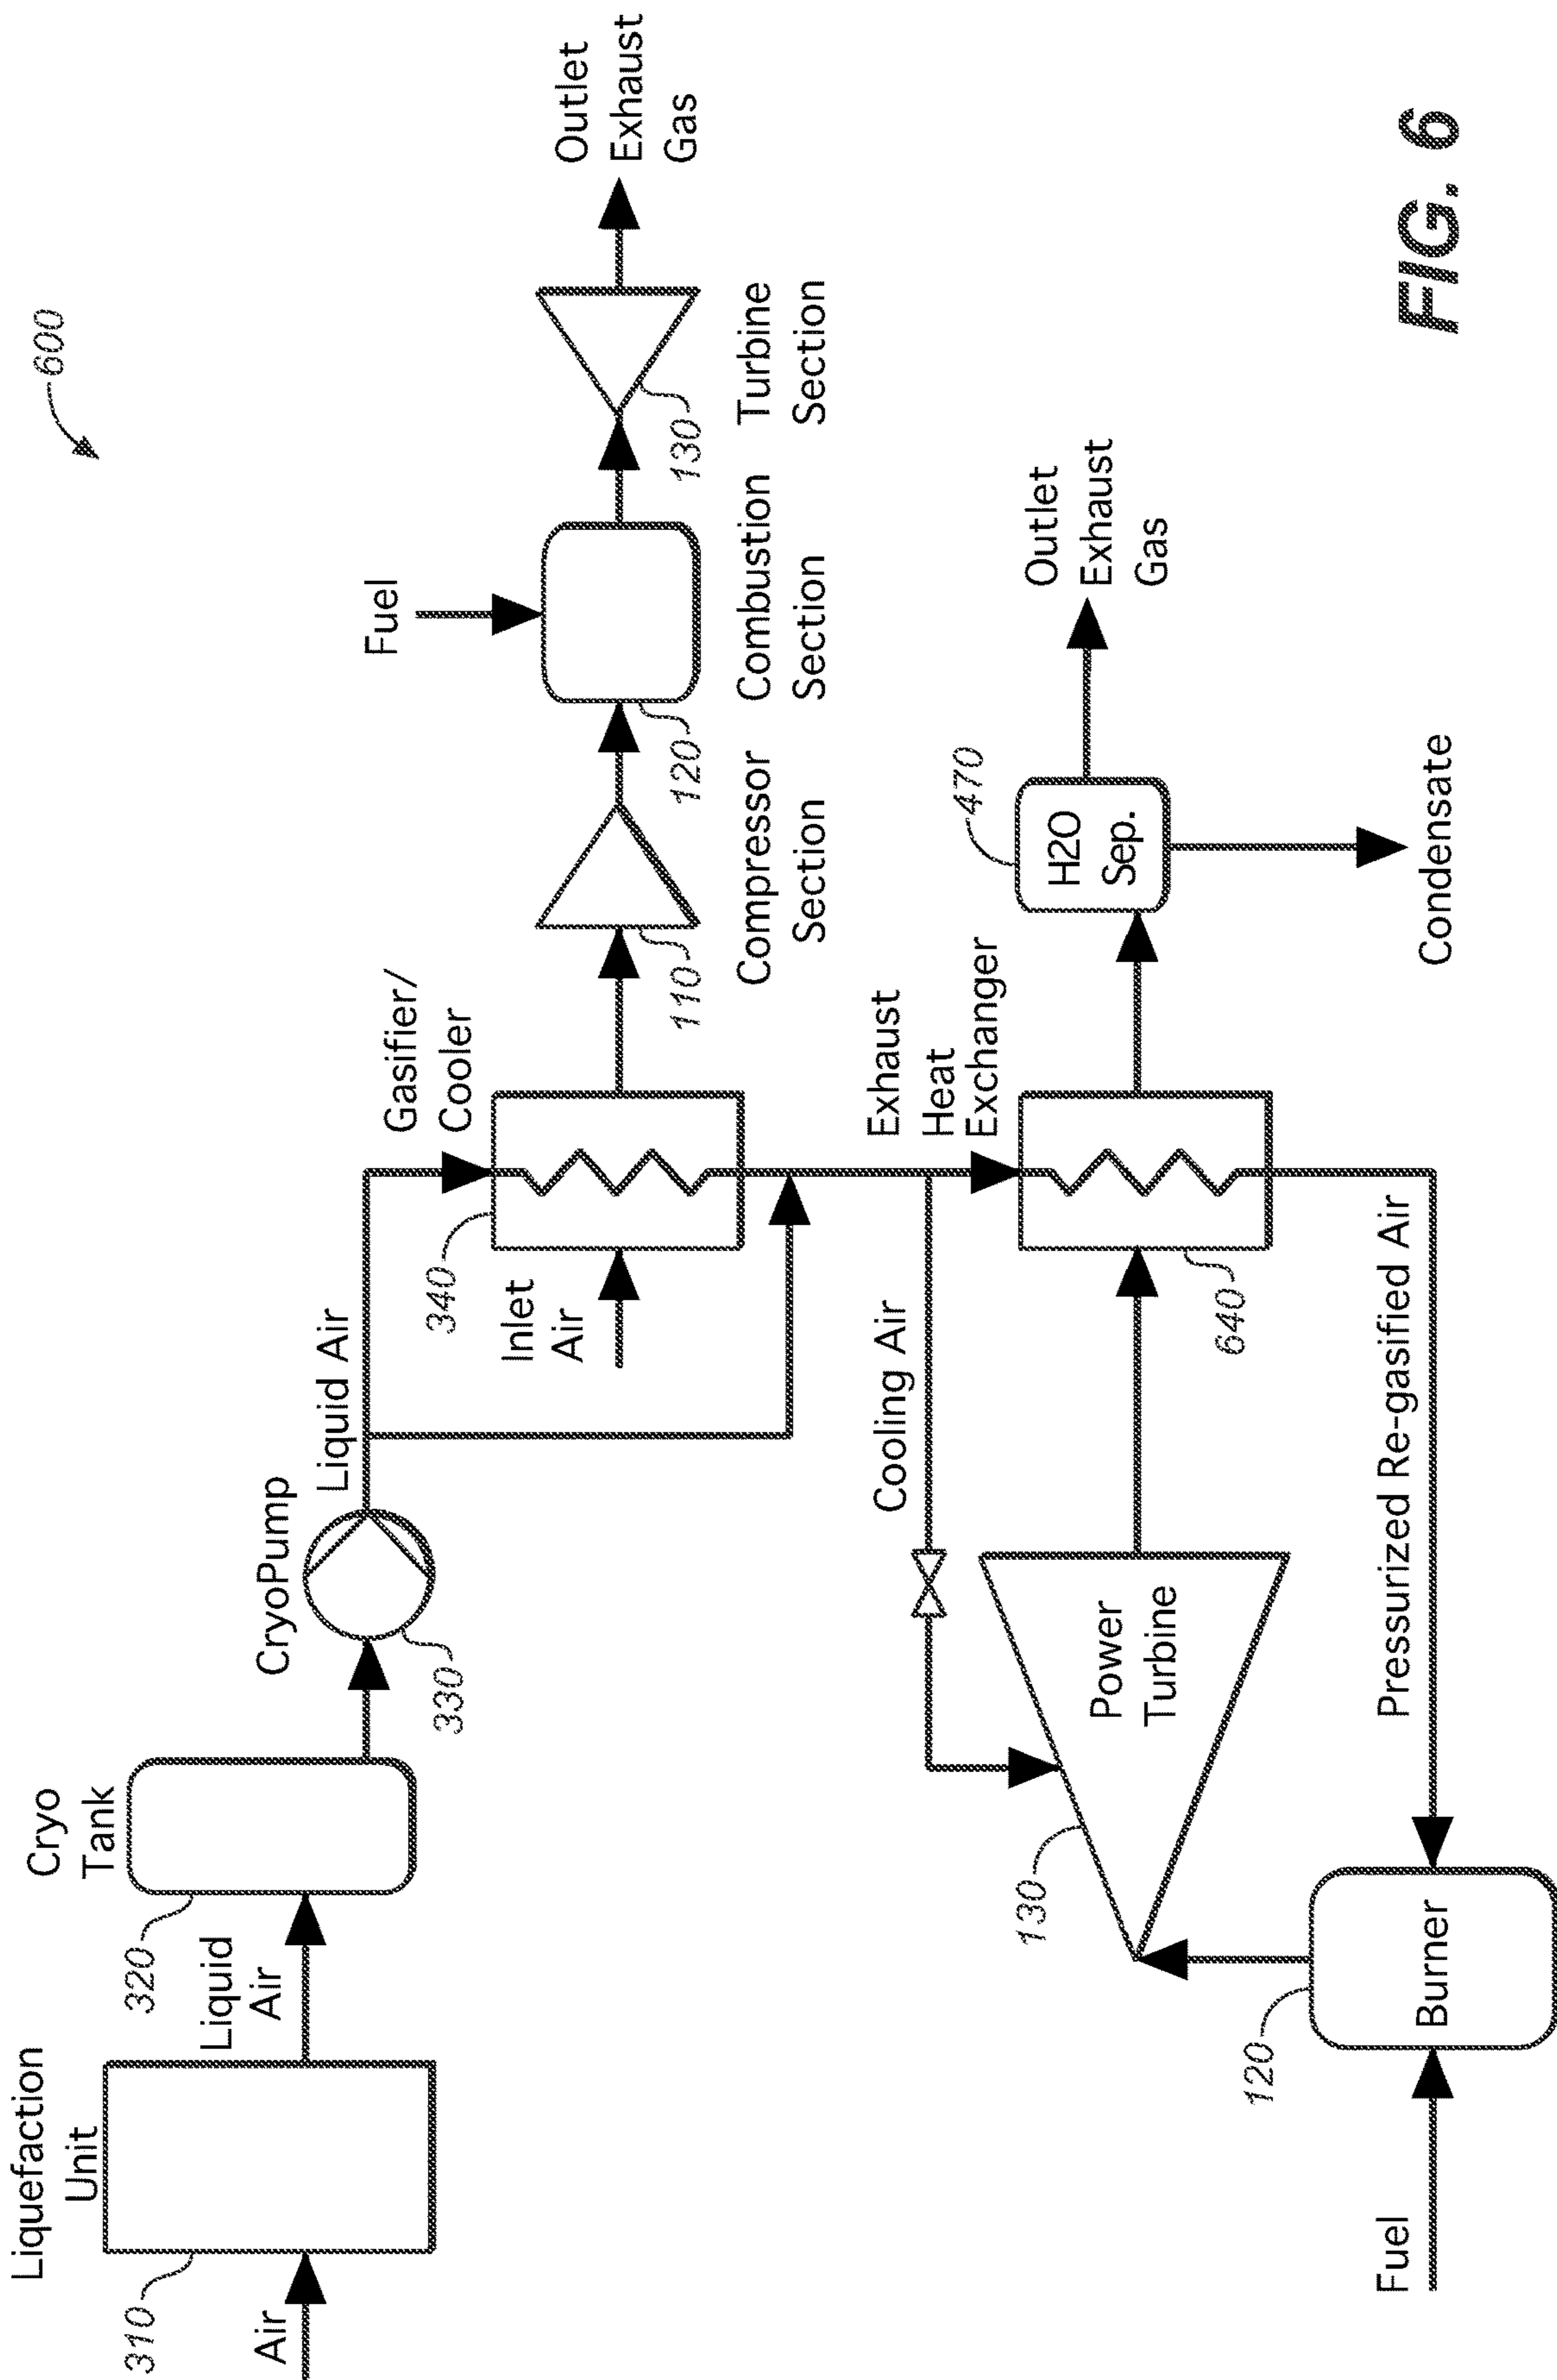 600
Liquefaction
Unit
310
Air
Liquid
Air
Cryo
Tank
320
CryoPump
330
Liquid Air
Gasifier/
Cooler
340
Inlet
Air
110
Compressor
Section
Fuel
120
Combustion
Section
130
Turbine
Section
Outlet
Exhaust
Gas
Cooling Air
Exhaust
Heat
Exchanger
640
470
H2O
Sep.
Outlet
Exhaust
Gas
Condensate
130
Power
Turbine
Pressurized Re-gasified Air
120
Burner
Fuel
FIG. 6